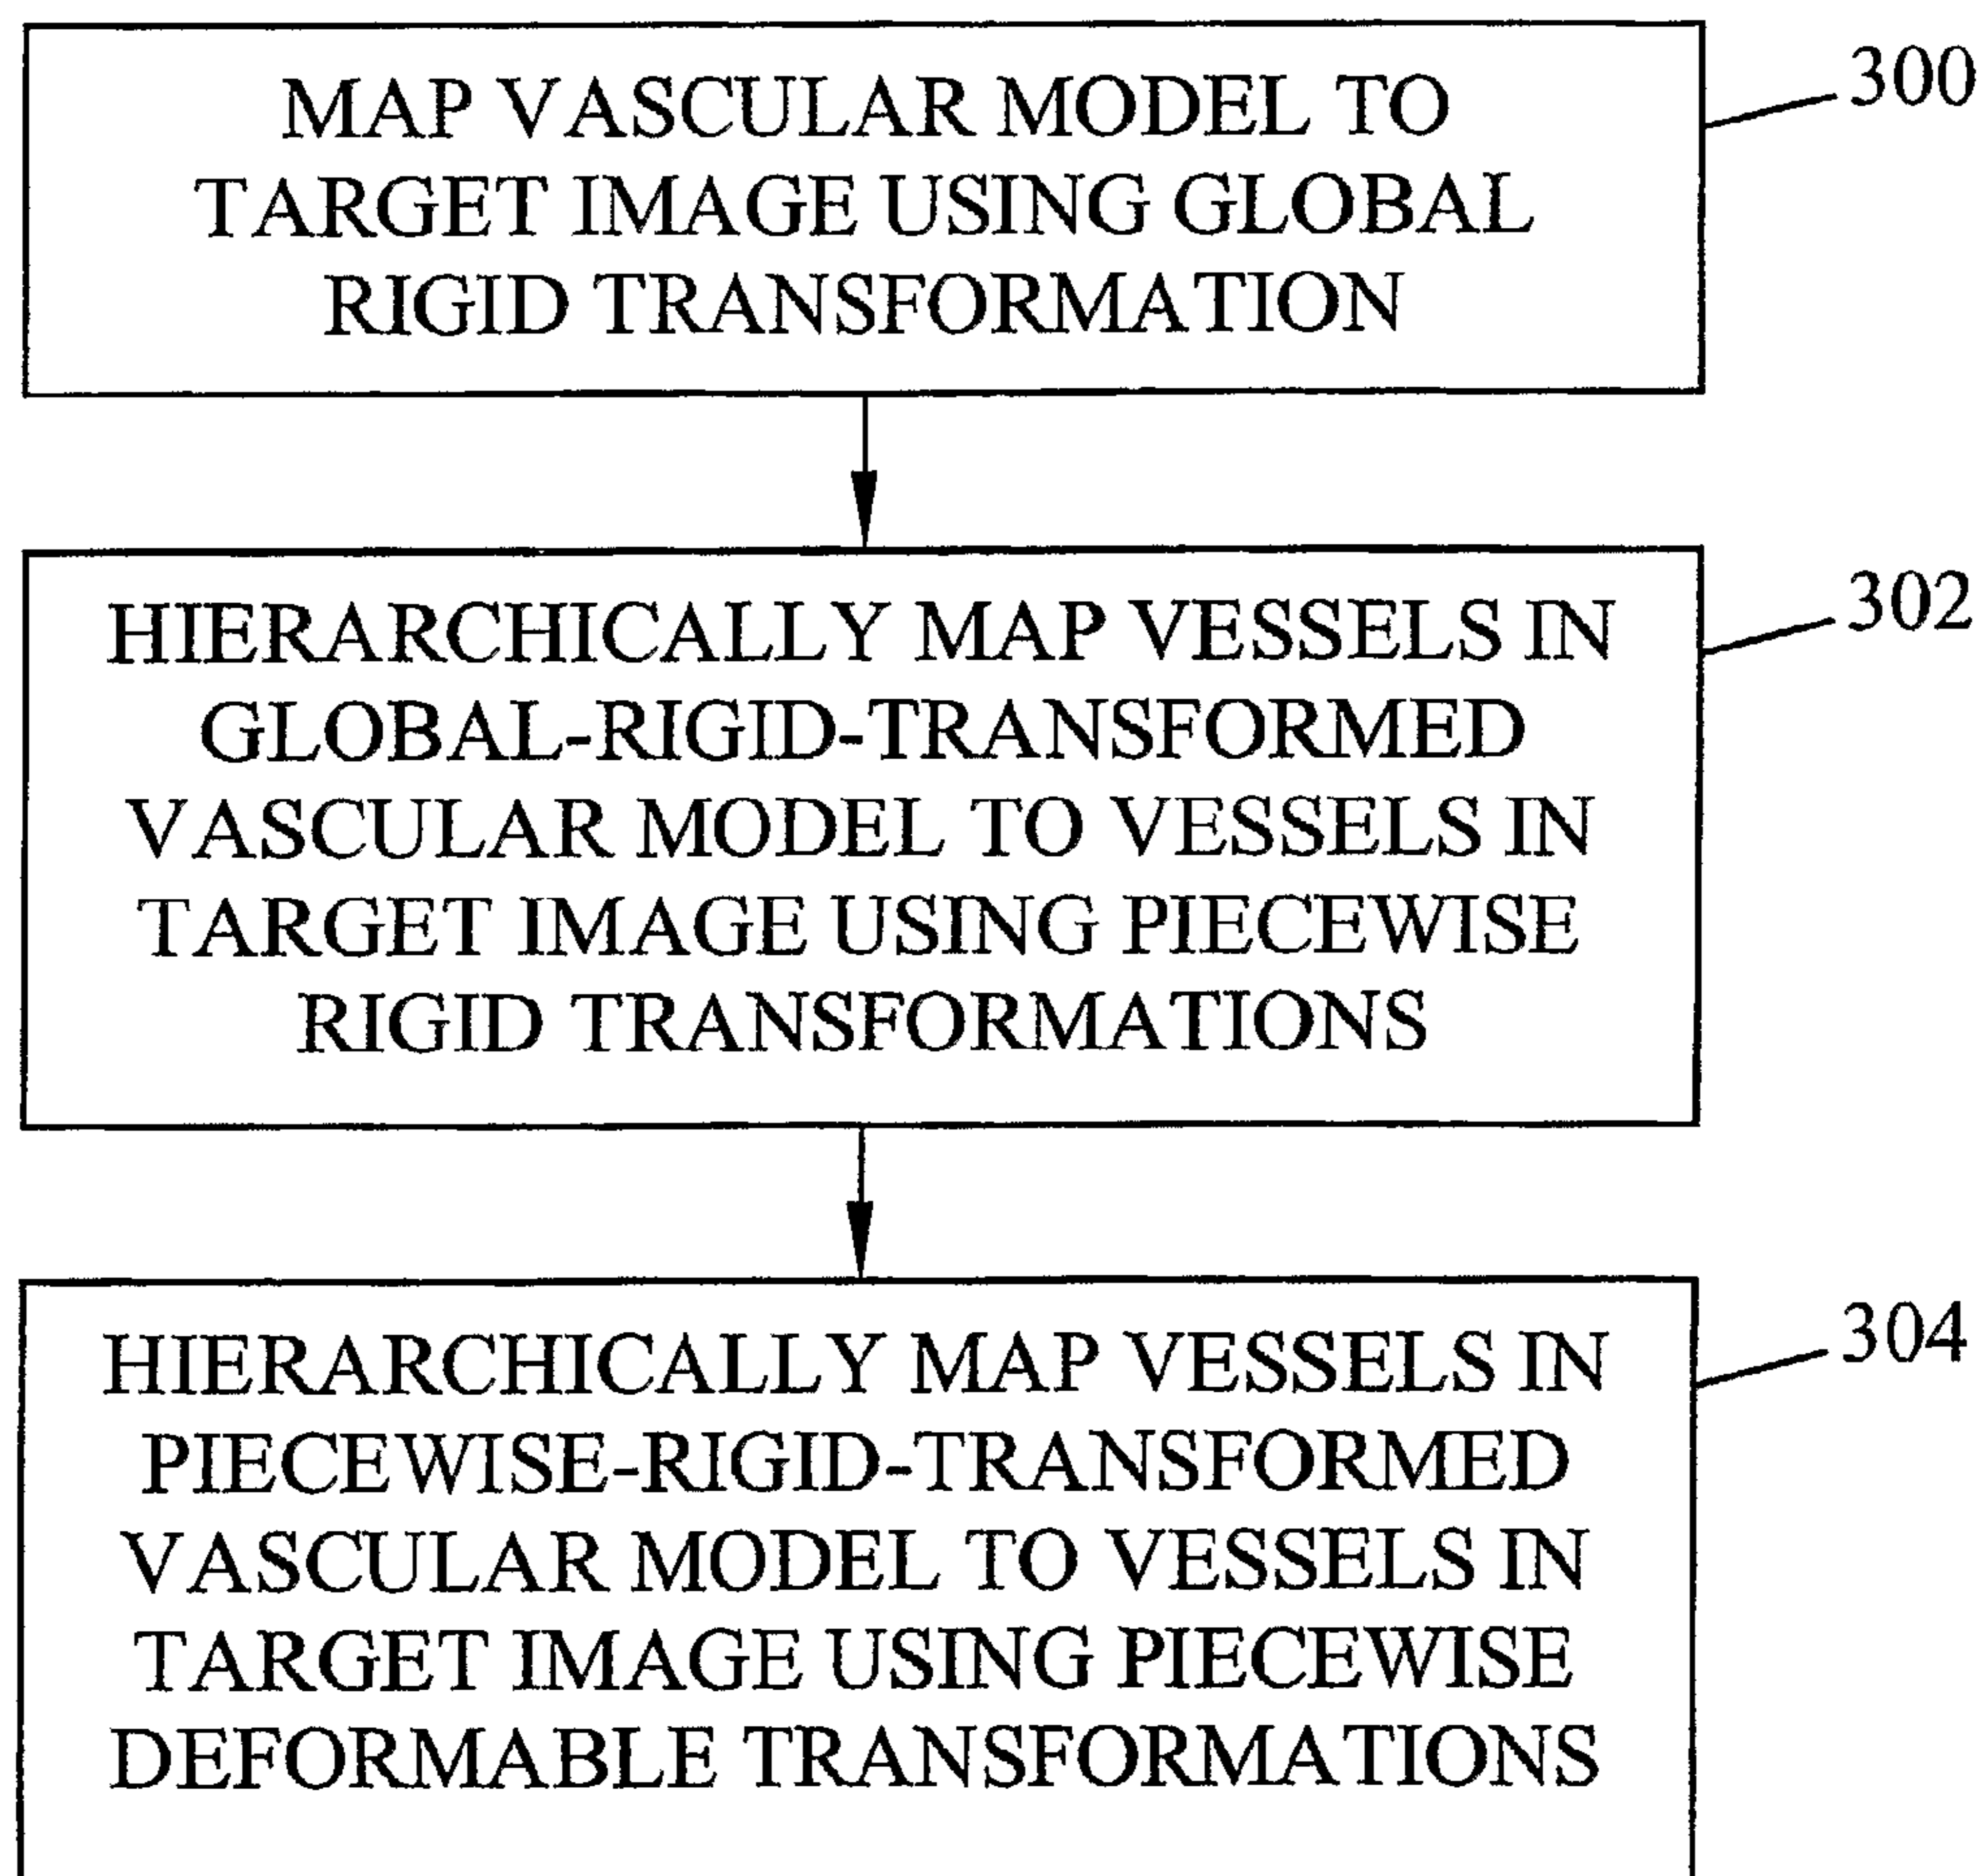 MAP VASCULAR MODEL TO
TARGET IMAGE USING GLOBAL
RIGID TRANSFORMATION
300
HIERARCHICALLY MAP VESSELS IN
GLOBAL-RIGID-TRANSFORMED
VASCULAR MODEL TO VESSELS IN
TARGET IMAGE USING PIECEWISE
RIGID TRANSFORMATIONS
302
HIERARCHICALLY MAP VESSELS IN
PIECEWISE-RIGID-TRANSFORMED
VASCULAR MODEL TO VESSELS IN
TARGET IMAGE USING PIECEWISE
DEFORMABLE TRANSFORMATIONS
304